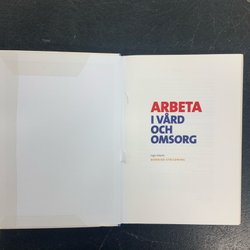 ARBETA
I VÅRD
OCH
OMSORG